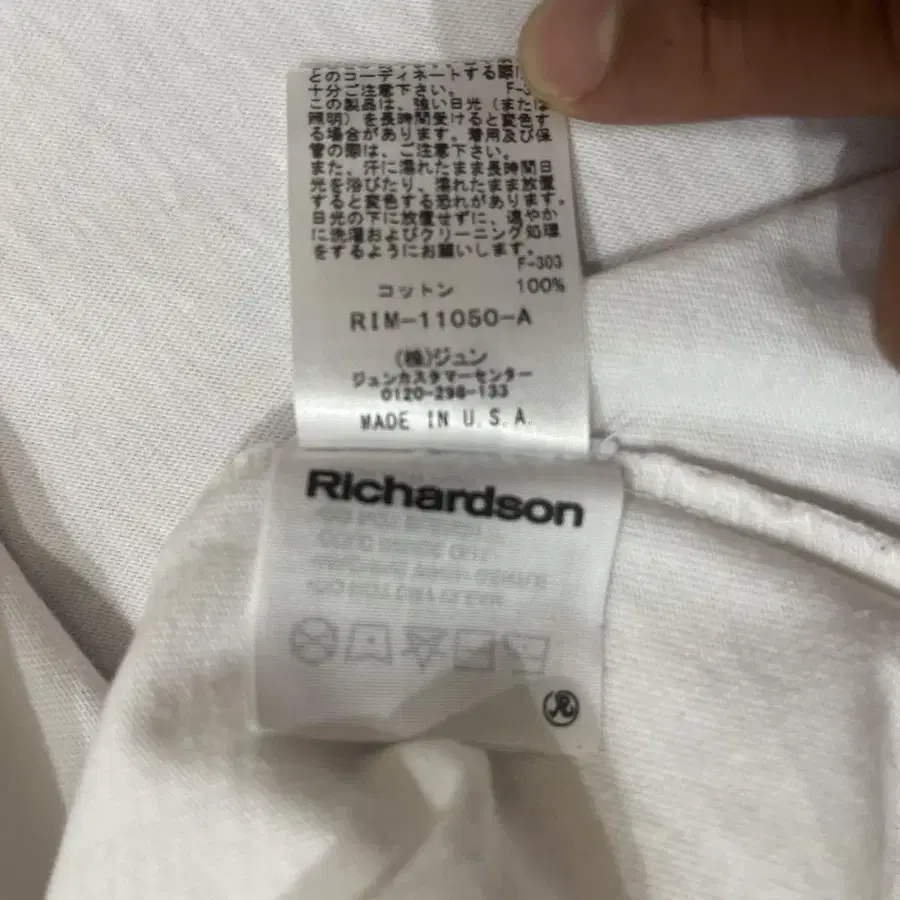 とのコーディネートする際は
十分ご注意下さい。
この製品は、強い日光（または
照明）を長時間受けると変色す
る場合があります。着用及び保
管の際は、ご注意下さい。
また、汗に濡れたまま長時間日
光を浴びたり、濡れたまま放置
すると変色する恐れがあります。
日光の下に放置せずに、速やか
に洗濯およびクリーニング処理
をするようにお願いします。
F-303
コットン 100%
RIM-11050-A
(株)ジュン
ジュンカスタマーセンター
0120-298-133
MADE IN U.S.A.
Richardson
R